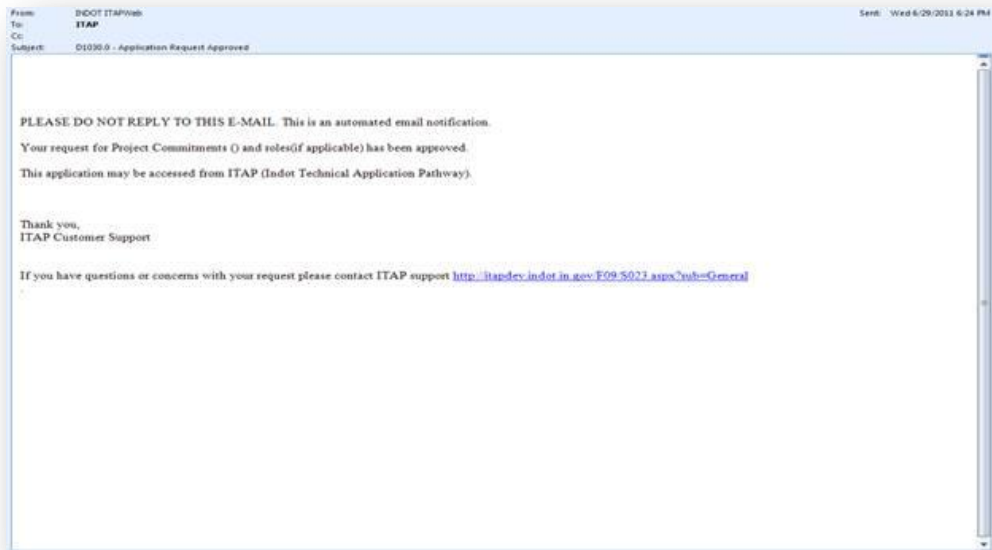 From: INDOT ITAPWeb
Sent: Wed 6/29/2011 6:24 PM
To: ITAP
Cc:
Subject: D1030.0 - Application Request Approved
PLEASE DO NOT REPLY TO THIS E-MAIL. This is an automated email notification.
Your request for Project Commitments () and roles(if applicable) has been approved.
This application may be accessed from ITAP (Indot Technical Application Pathway).
Thank you,
ITAP Customer Support
If you have questions or concerns with your request please contact ITAP support http://itapdev.indot.in.gov/F09/S023.aspx?sub=General
.